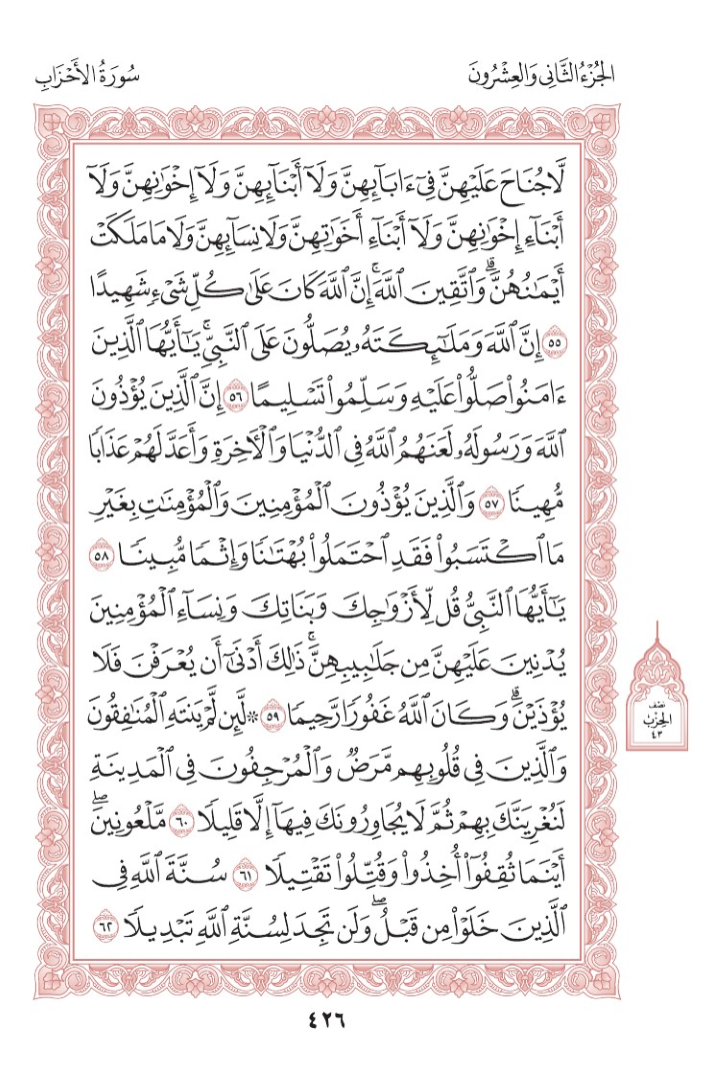 الجُزْءُ الثَّانِى وَالعِشْرُونَ
سُورَةُ الأَحْزَابِ
لَّا جُنَاحَ عَلَيْهِنَّ فِىٓ ءَابَآئِهِنَّ وَلَآ أَبْنَآئِهِنَّ وَلَآ إِخْوَٰنِهِنَّ وَلَآ
أَبْنَآءِ إِخْوَٰنِهِنَّ وَلَآ أَبْنَآءِ أَخَوَٰتِهِنَّ وَلَا نِسَآئِهِنَّ وَلَا مَا مَلَكَتْ
أَيْمَٰنُهُنَّۗ وَٱتَّقِينَ ٱللَّهَۚ إِنَّ ٱللَّهَ كَانَ عَلَىٰ كُلِّ شَىْءٍ شَهِيدًا
٥٥ إِنَّ ٱللَّهَ وَمَلَٰٓئِكَتَهُۥ يُصَلُّونَ عَلَى ٱلنَّبِىِّۚ يَٰٓأَيُّهَا ٱلَّذِينَ
ءَامَنُوا۟ صَلُّوا۟ عَلَيْهِ وَسَلِّمُوا۟ تَسْلِيمًا ٥٦ إِنَّ ٱلَّذِينَ يُؤْذُونَ
ٱللَّهَ وَرَسُولَهُۥ لَعَنَهُمُ ٱللَّهُ فِى ٱلدُّنْيَا وَٱلْءَاخِرَةِ وَأَعَدَّ لَهُمْ عَذَابًا
مُّهِينًا ٥٧ وَٱلَّذِينَ يُؤْذُونَ ٱلْمُؤْمِنِينَ وَٱلْمُؤْمِنَٰتِ بِغَيْرِ
مَا ٱكْتَسَبُوا۟ فَقَدِ ٱحْتَمَلُوا۟ بُهْتَٰنًا وَإِثْمًا مُّبِينًا ٥٨
يَٰٓأَيُّهَا ٱلنَّبِىُّ قُل لِّأَزْوَٰجِكَ وَبَنَاتِكَ وَنِسَآءِ ٱلْمُؤْمِنِينَ
يُدْنِينَ عَلَيْهِنَّ مِن جَلَٰبِيبِهِنَّۚ ذَٰلِكَ أَدْنَىٰٓ أَن يُعْرَفْنَ فَلَا
يُؤْذَيْنَۗ وَكَانَ ٱللَّهُ غَفُورًا رَّحِيمًا ٥٩ ۞ لَّئِن لَّمْ يَنتَهِ ٱلْمُنَٰفِقُونَ
وَٱلَّذِينَ فِى قُلُوبِهِم مَّرَضٌ وَٱلْمُرْجِفُونَ فِى ٱلْمَدِينَةِ
لَنُغْرِيَنَّكَ بِهِمْ ثُمَّ لَا يُجَاوِرُونَكَ فِيهَآ إِلَّا قَلِيلًا ٦٠ مَّلْعُونِينَۖ
أَيْنَمَا ثُقِفُوٓا۟ أُخِذُوا۟ وَقُتِّلُوا۟ تَقْتِيلًا ٦١ سُنَّةَ ٱللَّهِ فِى
ٱلَّذِينَ خَلَوْا۟ مِن قَبْلُۖ وَلَن تَجِدَ لِسُنَّةِ ٱللَّهِ تَبْدِيلًا ٦٢
نصف
الحِزْب
٤٣
٤٢٦